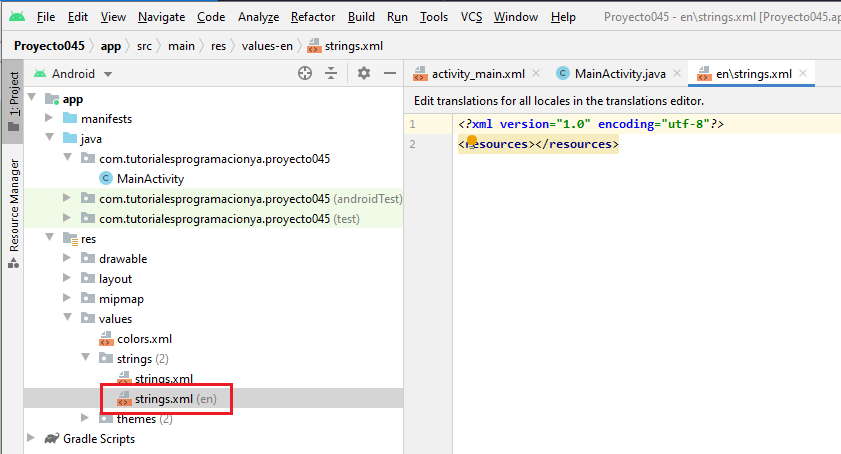 File Edit View Navigate Code Analyze Refactor Build Run Tools VCS Window Help Proyecto045 - en\strings.xml [Proyecto045.ap
Proyecto045 app src main res values-en strings.xml
1: Project
Resource Manager
Android
app
manifests
java
com.tutorialesprogramacionya.proyecto045
MainActivity
com.tutorialesprogramacionya.proyecto045 (androidTest)
com.tutorialesprogramacionya.proyecto045 (test)
res
drawable
layout
mipmap
values
colors.xml
strings (2)
strings.xml
strings.xml (en)
themes (2)
Gradle Scripts
activity_main.xml MainActivity.java en\strings.xml
Edit translations for all locales in the translations editor.
1 <?xml version="1.0" encoding="utf-8"?>
2 <resources></resources>